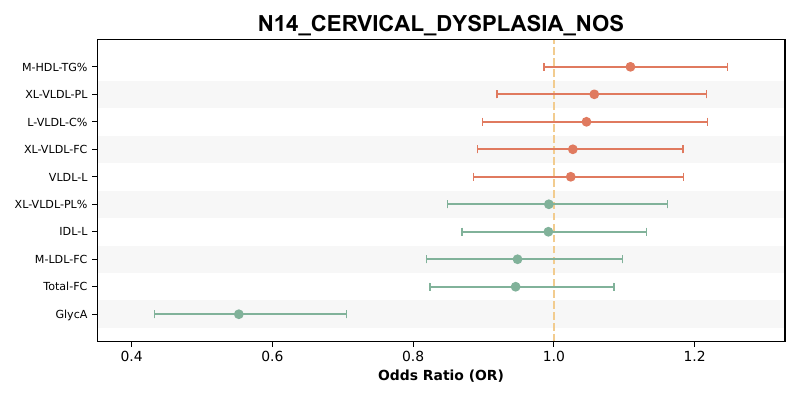 N14_CERVICAL_DYSPLASIA_NOS
M-HDL-TG%
XL-VLDL-PL
L-VLDL-C%
XL-VLDL-FC
VLDL-L
XL-VLDL-PL%
IDL-L
M-LDL-FC
Total-FC
GlycA
0.4 0.6 0.8 1.0 1.2
Odds Ratio (OR)